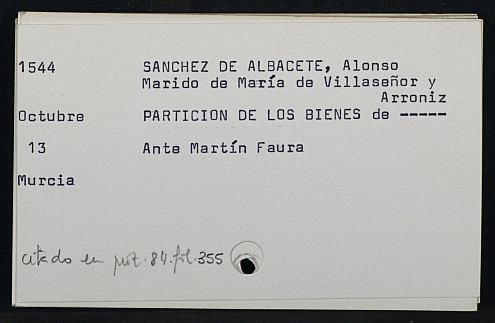 1544 SANCHEZ DE ALBACETE, Alonso
Marido de María de Villaseñor y
Arroniz
Octubre PARTICION DE LOS BIENES de -----
13 Ante Martín Faura
Murcia
citado en prot. 84. fol. 355